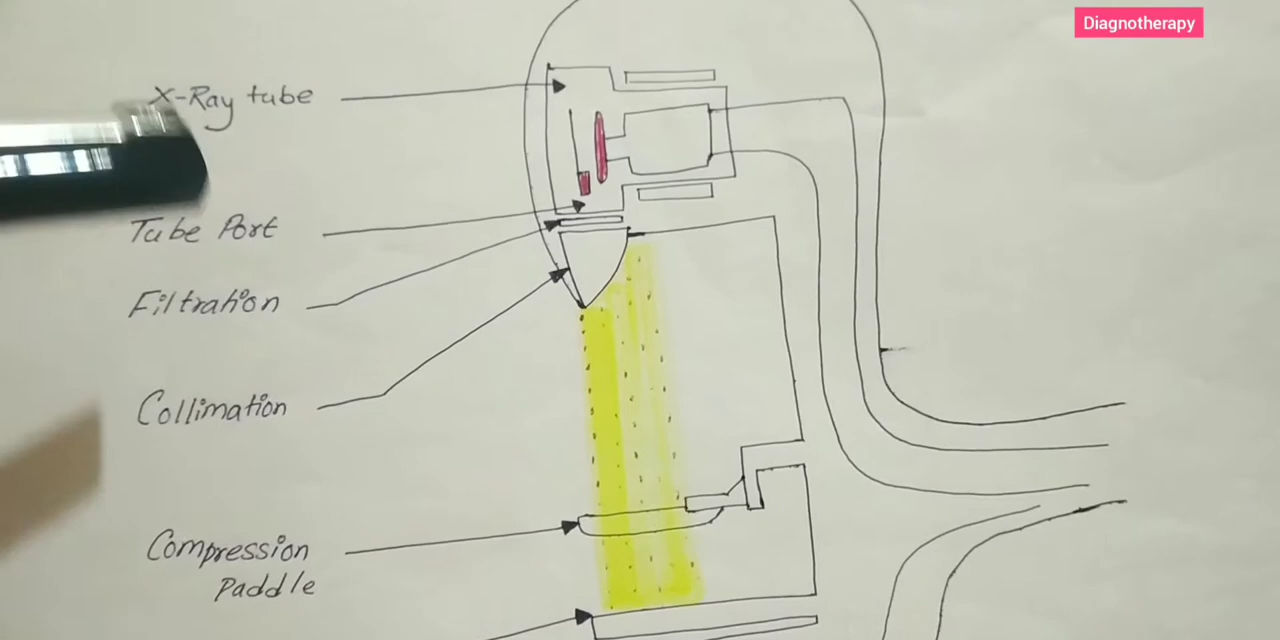 Diagnotherapy
X-Ray tube
Tube Port
Filtration
Collimation
Compression
Paddle